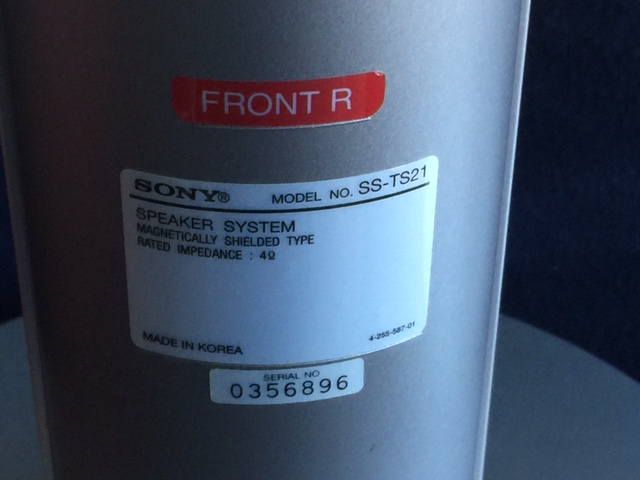 FRONT R
SONY® MODEL NO. SS-TS21
SPEAKER SYSTEM
MAGNETICALLY SHIELDED TYPE
RATED IMPEDANCE : 4Ω
MADE IN KOREA 4-255-587-01
SERIAL NO
0356896